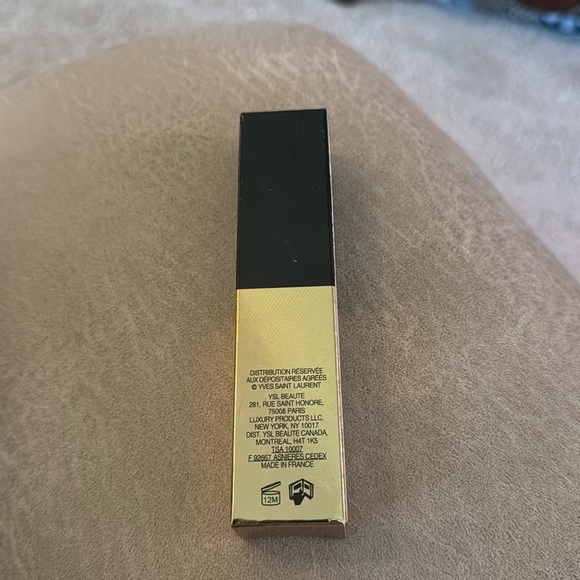 DISTRIBUTION RÉSERVÉE
AUX DÉPOSITAIRES AGRÉÉS
© YVES SAINT LAURENT
YSL BEAUTE
281, RUE SAINT HONORE,
75008 PARIS
LUXURY PRODUCTS LLC,
NEW YORK, NY 10017
DIST. YSL BEAUTE CANADA,
MONTREAL, H4T 1K5
TSA 10007
F 92667 ASNIERES CEDEX
MADE IN FRANCE
12M